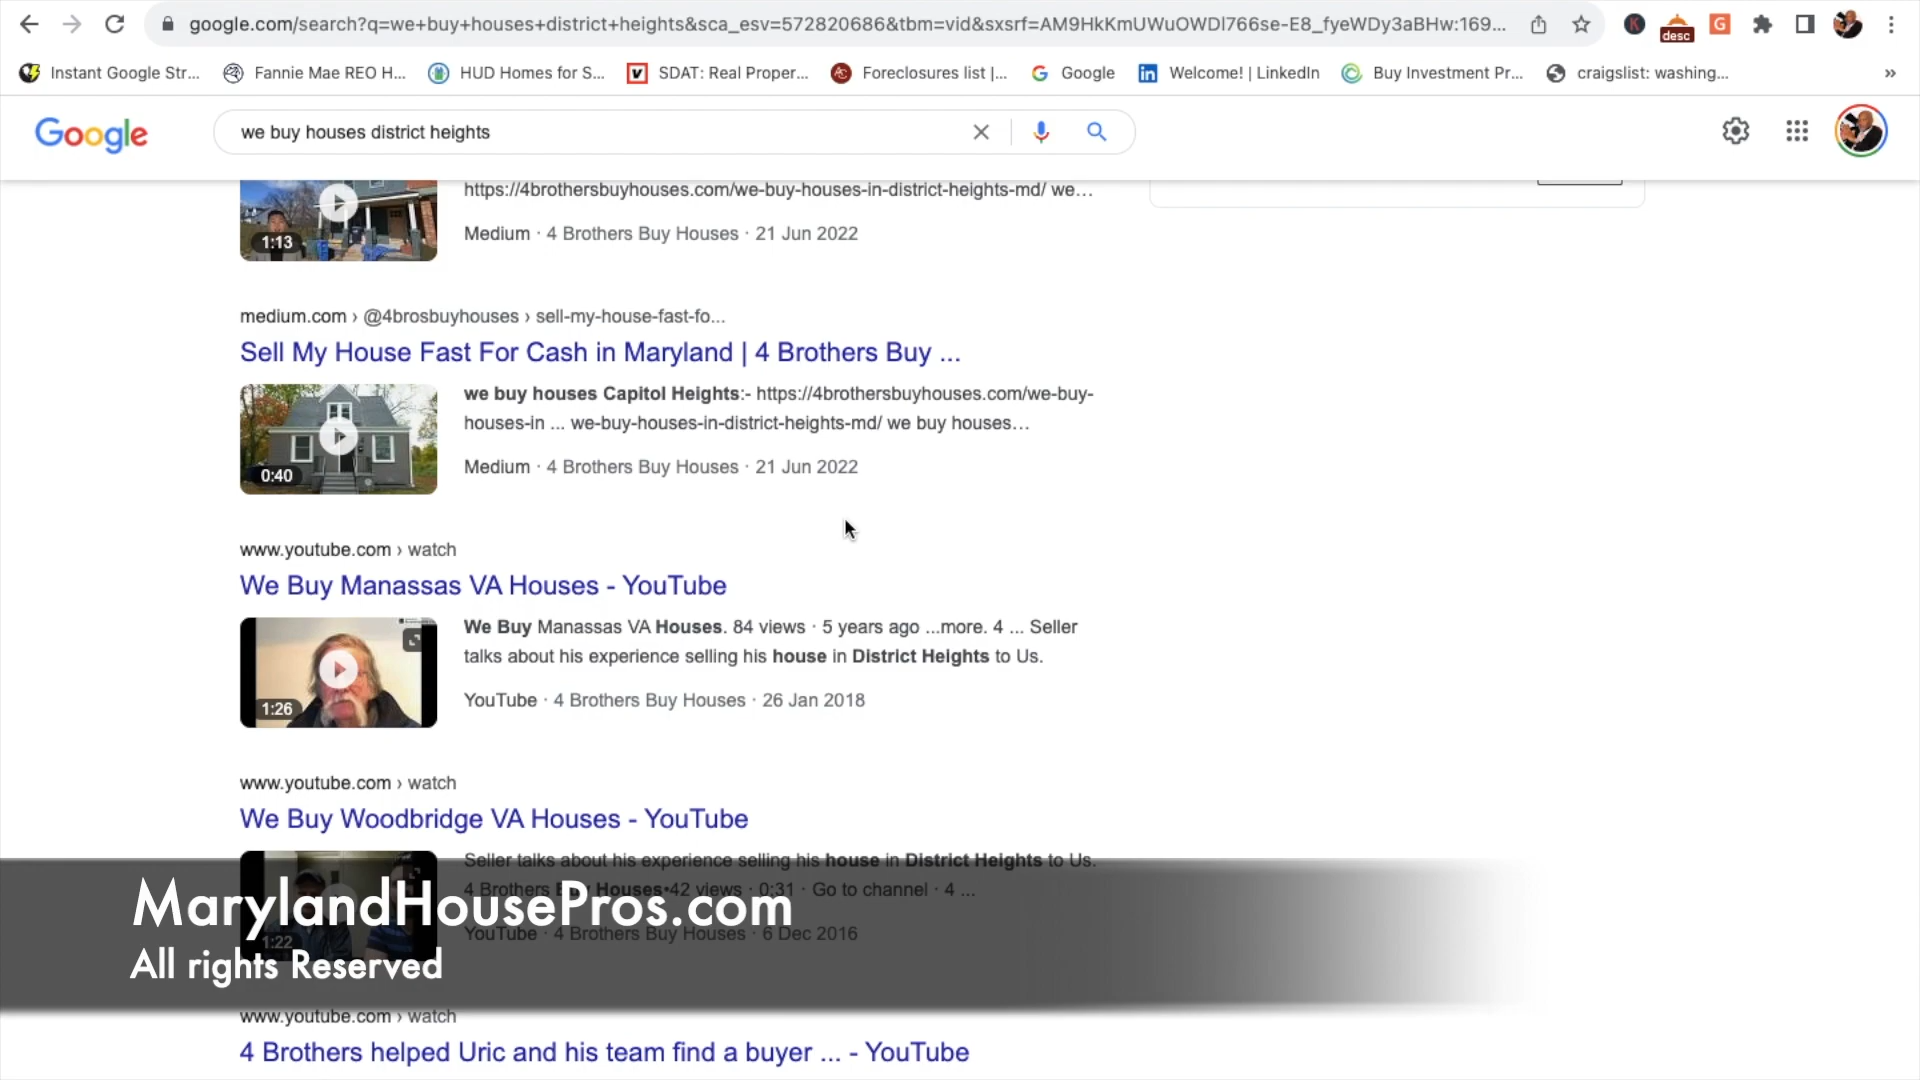 google.com/search?q=we+buy+houses+district+heights&sca_esv=572820686&tbm=vid&sxsrf=AM9HkKmUWuOWDl766se-E8_fyeWDy3aBHw:169...
desc
Instant Google Str...
Fannie Mae REO H...
HUD Homes for S...
SDAT: Real Proper...
Foreclosures list |...
Google
Welcome! | LinkedIn
Buy Investment Pr...
craigslist: washing...
Google
we buy houses district heights
https://4brothersbuyhouses.com/we-buy-houses-in-district-heights-md/ we...
1:13
Medium · 4 Brothers Buy Houses · 21 Jun 2022
medium.com › @4brosbuyhouses › sell-my-house-fast-fo...
Sell My House Fast For Cash in Maryland | 4 Brothers Buy ...
we buy houses Capitol Heights:- https://4brothersbuyhouses.com/we-buy-
houses-in ... we-buy-houses-in-district-heights-md/ we buy houses...
0:40
Medium · 4 Brothers Buy Houses · 21 Jun 2022
www.youtube.com › watch
We Buy Manassas VA Houses - YouTube
We Buy Manassas VA Houses. 84 views · 5 years ago ...more. 4 ... Seller
talks about his experience selling his house in District Heights to Us.
1:26
YouTube · 4 Brothers Buy Houses · 26 Jan 2018
www.youtube.com › watch
We Buy Woodbridge VA Houses - YouTube
Seller talks about his experience selling his house in District Heights to Us.
4 Brothers Buy Houses•42 views · 0:31 · Go to channel · 4 ...
MarylandHousePros.com
1:22
YouTube · 4 Brothers Buy Houses · 6 Dec 2016
All rights Reserved
www.youtube.com › watch
4 Brothers helped Uric and his team find a buyer ... - YouTube